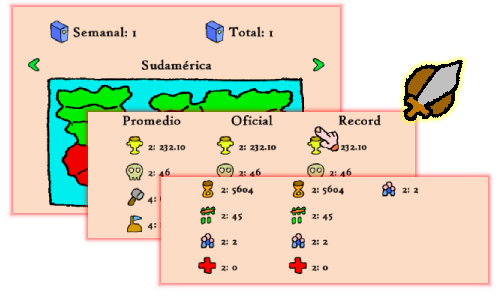 Semanal: 1 Total: 1
Sudamérica
Promedio Oficial Record
2: 232.10 2: 232.10 232.10
2: 46 2: 46 2: 46
4:
4:
2: 5604 2: 5604 2: 2
2: 45 2: 45
2: 2 2: 2
2: 0 2: 0